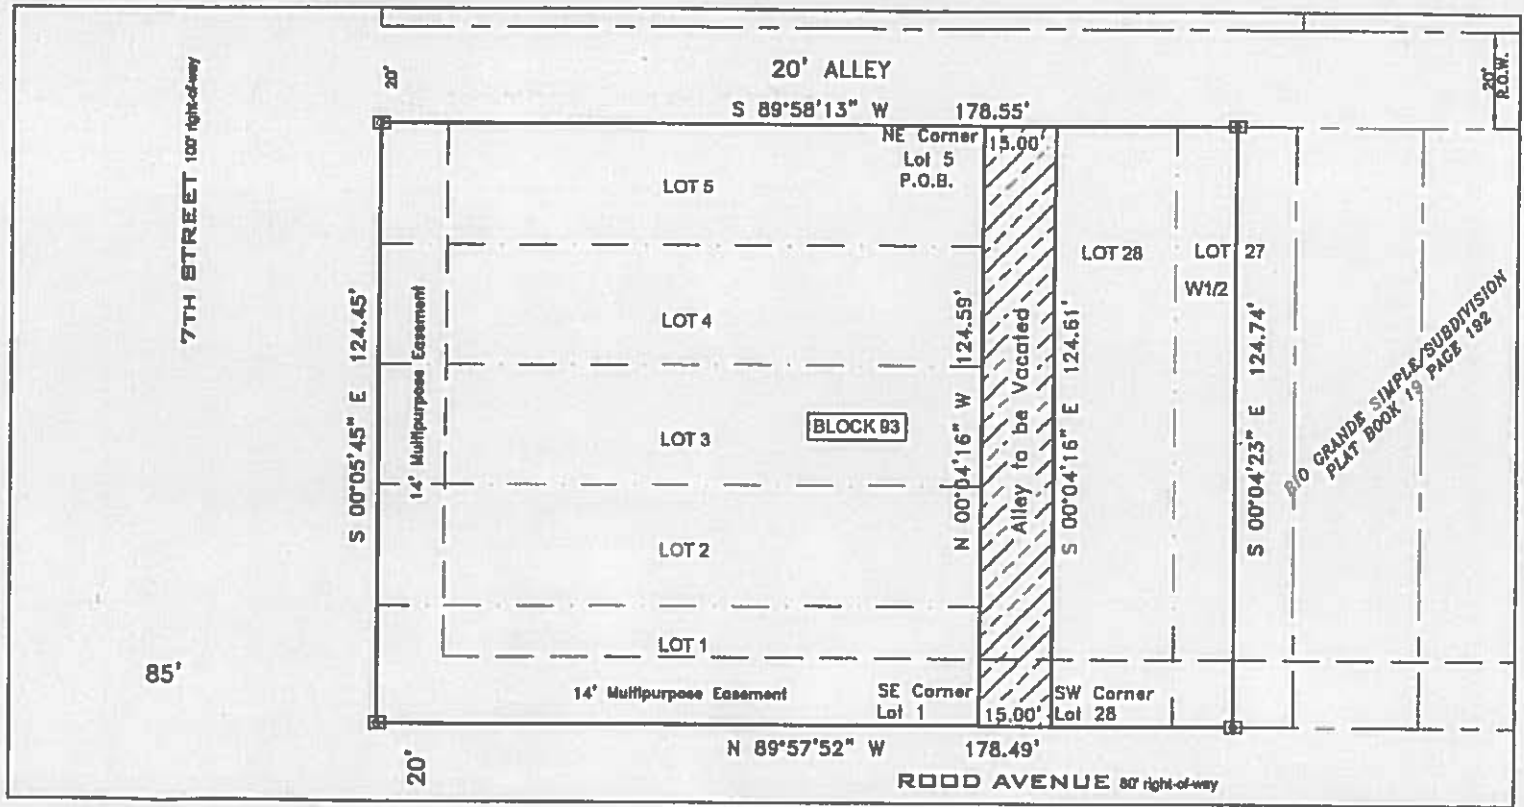 20' ALLEY
20'
20'
R.O.W.
S 89°58'13" W 178.55'
7TH STREET 100' right-of-way
NE Corner
Lot 5
P.O.B.
15.00'
LOT 5
LOT 28
LOT 27
W1/2
LOT 4
S 00°05'45" E 124.45'
14' Multipurpose Easement
N 00°04'16" W 124.59'
Alley to be Vacated
S 00°04'16" E 124.61'
S 00°04'23" E 124.74'
RIO GRANDE SIMPLE/SUBDIVISION
PLAT BOOK 19 PAGE 192
BLOCK 93
LOT 3
LOT 2
LOT 1
85'
14' Multipurpose Easement
SE Corner
Lot 1
15.00'
SW Corner
Lot 28
20'
N 89°57'52" W 178.49'
ROOD AVENUE 80' right-of-way